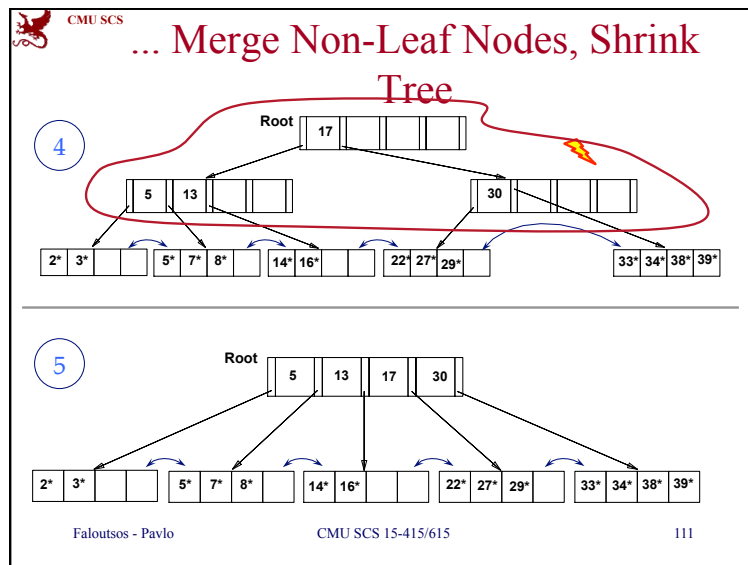 CMU SCS
... Merge Non-Leaf Nodes, Shrink
Tree
4
Root
17
5 13
30
2* 3*
5* 7* 8*
14* 16*
22* 27* 29*
33* 34* 38* 39*
5
Root
5 13 17 30
2* 3*
5* 7* 8*
14* 16*
22* 27* 29*
33* 34* 38* 39*
Faloutsos - Pavlo CMU SCS 15-415/615 111